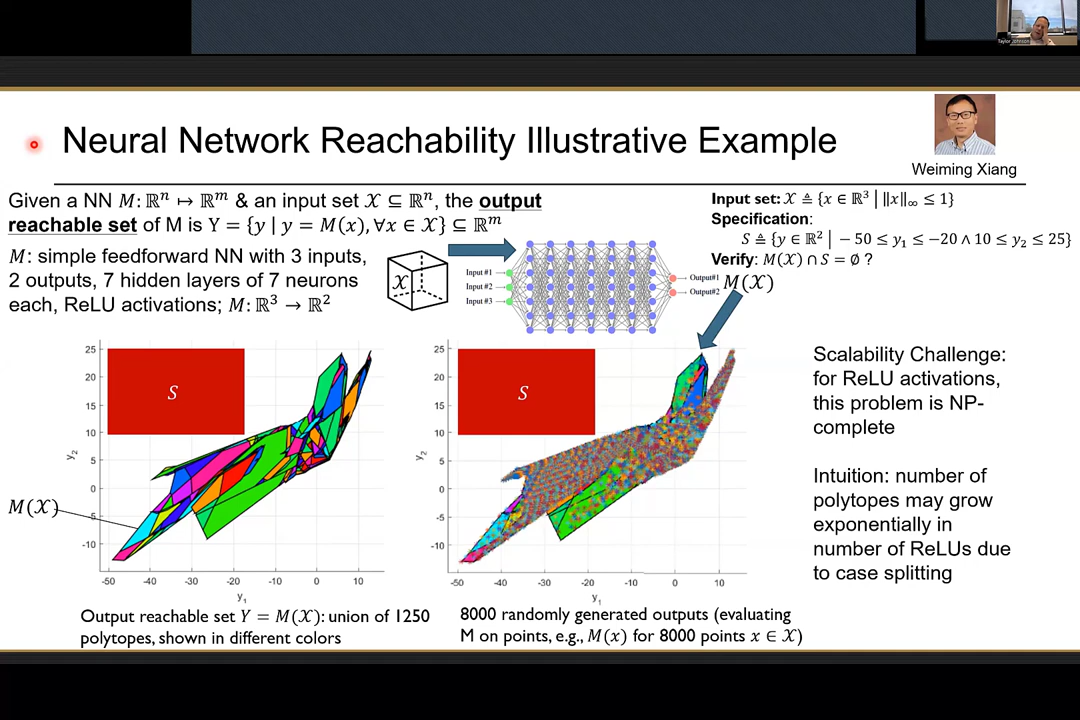 Taylor Johnson
Neural Network Reachability Illustrative Example
Weiming Xiang
Given a NN 𝑀: ℝⁿ ↦ ℝᵐ & an input set 𝒳 ⊆ ℝⁿ, the output
reachable set of M is Y = {𝑦 | 𝑦 = 𝑀(𝑥), ∀𝑥 ∈ 𝒳} ⊆ ℝᵐ
𝑀: simple feedforward NN with 3 inputs,
2 outputs, 7 hidden layers of 7 neurons
each, ReLU activations; 𝑀: ℝ³ → ℝ²
Input set: 𝒳 ≜ {𝑥 ∈ ℝ³ | ‖𝑥‖∞ ≤ 1}
Specification:
𝑆 ≜ {𝑦 ∈ ℝ² | − 50 ≤ 𝑦₁ ≤ −20 ∧ 10 ≤ 𝑦₂ ≤ 25}
Verify: 𝑀(𝒳) ∩ 𝑆 = ∅ ?
𝒳
Input #1
Input #2
Input #3
Output#1
Output#2
𝑀(𝒳)
25
20
15
10
5
0
-5
-10
y₂
𝑆
𝑀(𝒳)
-50 -40 -30 -20 -10 0 10
y₁
Output reachable set 𝑌 = 𝑀(𝒳): union of 1250
polytopes, shown in different colors
25
20
15
10
5
0
-5
-10
y₂
𝑆
-50 -40 -30 -20 -10 0 10
y₁
8000 randomly generated outputs (evaluating
M on points, e.g., 𝑀(𝑥) for 8000 points 𝑥 ∈ 𝒳)
Scalability Challenge:
for ReLU activations,
this problem is NP-
complete
Intuition: number of
polytopes may grow
exponentially in
number of ReLUs due
to case splitting